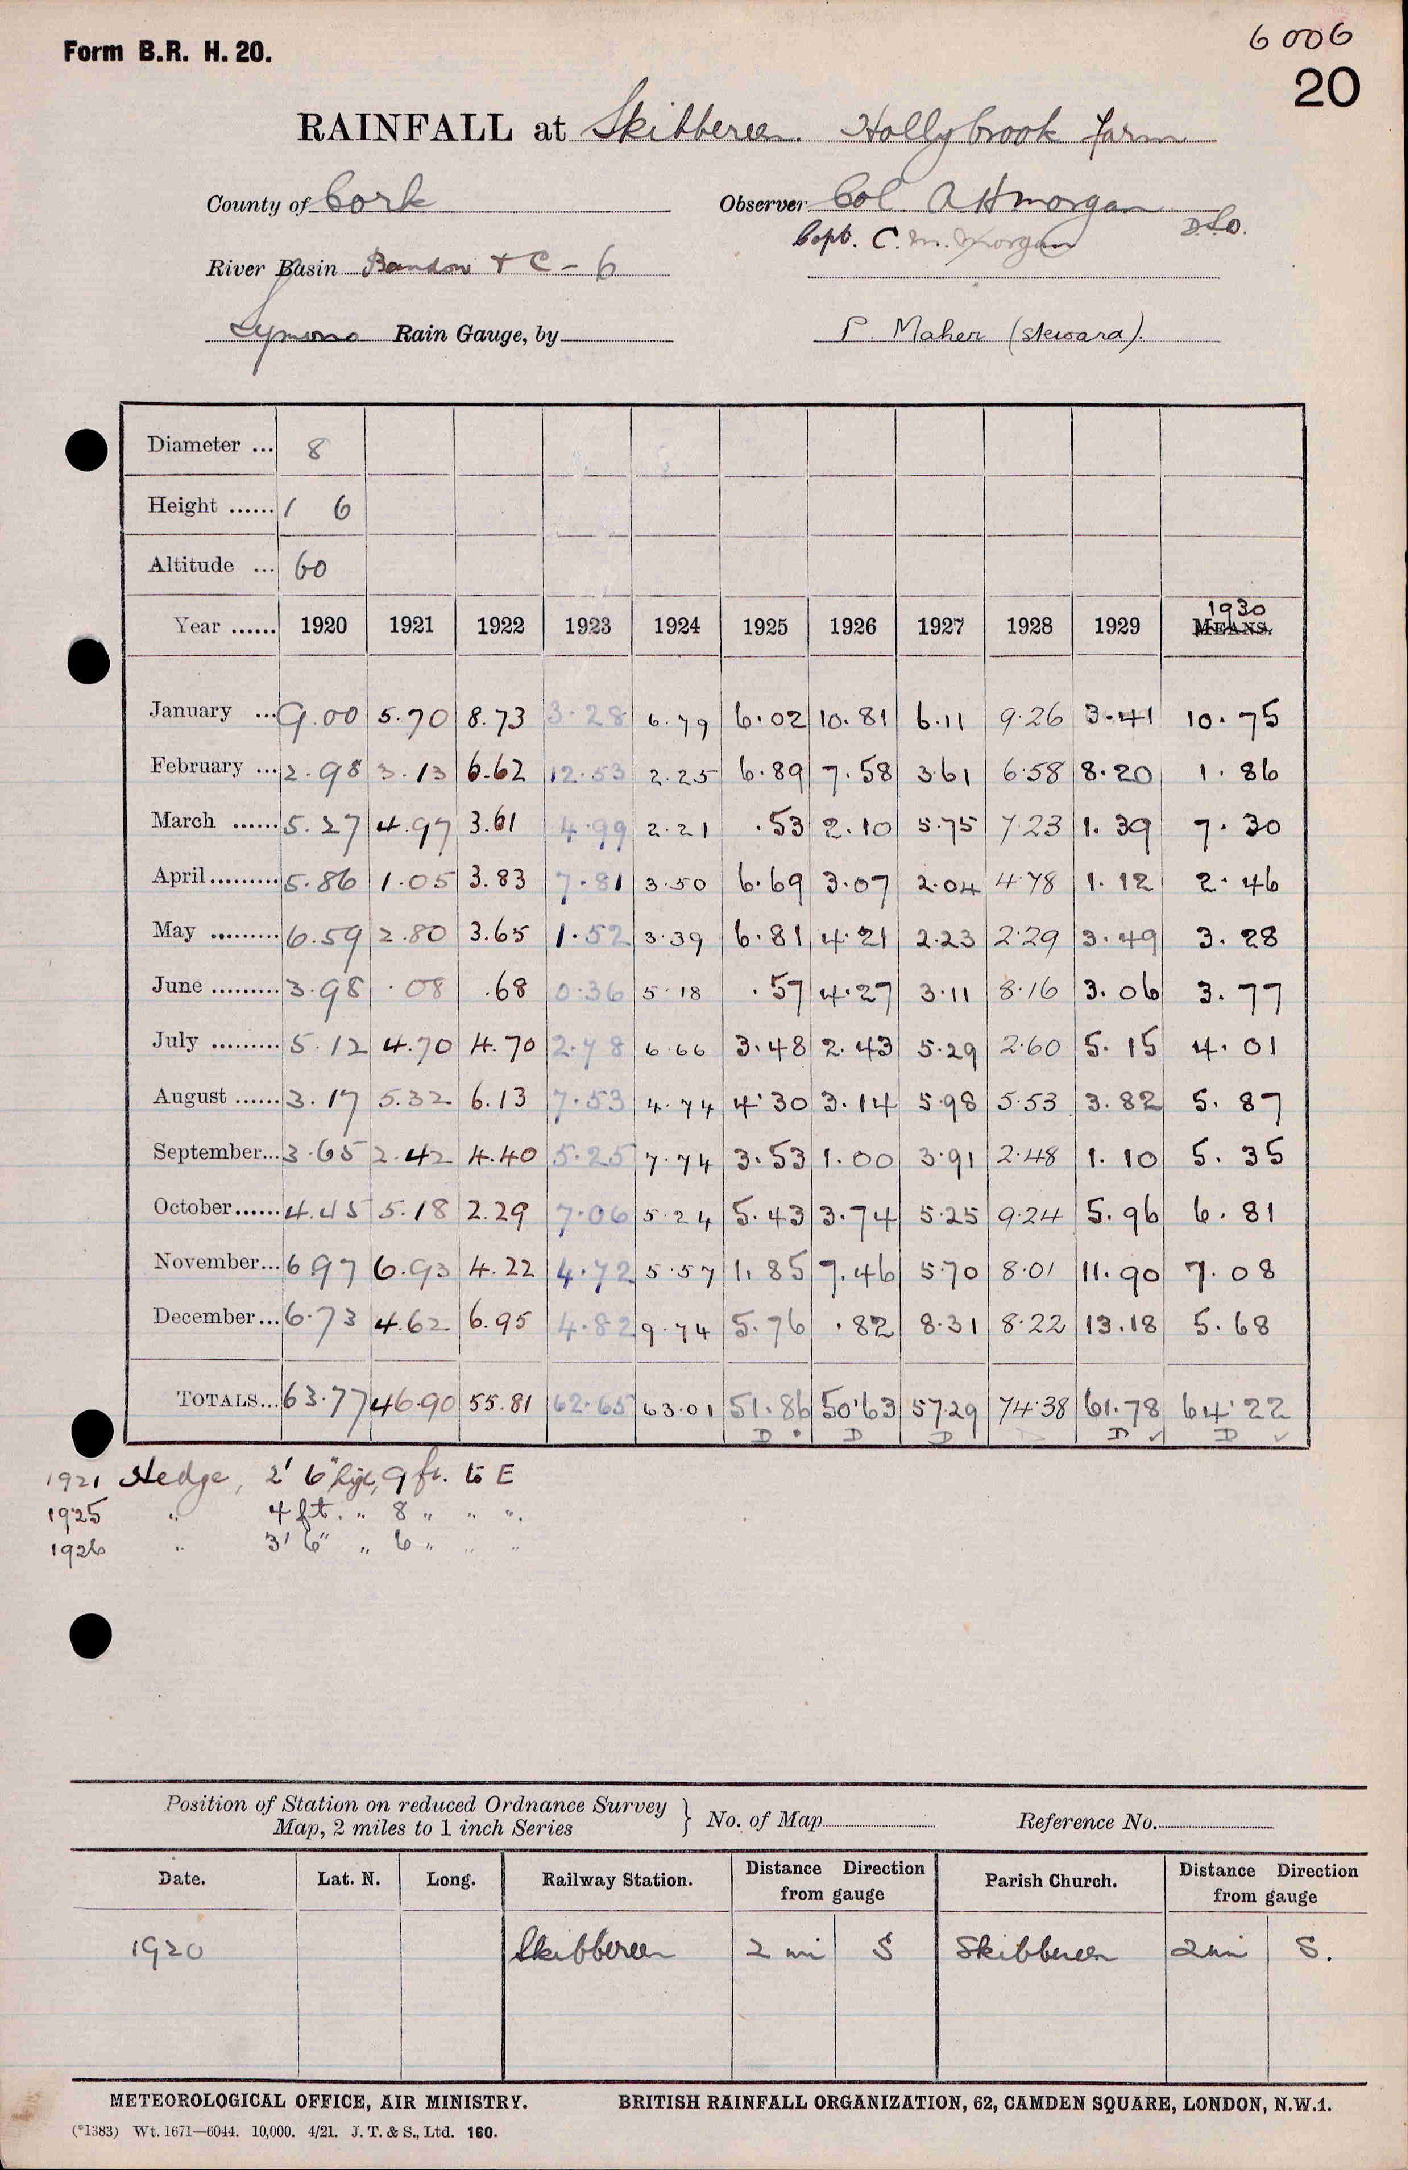 Form B.R. H. 20.
6006
20
RAINFALL at Skibbereen. Hollybrook Farm
County of Cork
Observer Col. A H Morgan D.S.O.
Capt. C. M. Morgan
River Basin Bandon & C - 6
Symons Rain Gauge, by
P. Maher (steward).
Diameter ... 8
Height ...... 1 6
Altitude ... 60
Year ...... 1920 1921 1922 1923 1924 1925 1926 1927 1928 1929 1930 MEANS.
January ... 9.00 5.70 8.73 3.28 6.79 6.02 10.81 6.11 9.26 3.41 10.75
February ... 2.98 3.13 6.62 12.53 2.25 6.89 7.58 3.61 6.58 8.20 1.86
March ...... 5.27 4.97 3.61 4.99 2.21 .53 2.10 5.75 7.23 1.39 7.30
April......... 5.86 1.05 3.83 7.81 3.50 6.69 3.07 2.04 4.78 1.12 2.46
May ......... 6.59 2.80 3.65 1.52 3.39 6.81 4.21 2.23 2.29 3.49 3.28
June ......... 3.98 .08 .68 0.36 5.18 .57 4.27 3.11 8.16 3.06 3.77
July ......... 5.12 4.70 4.70 2.78 6.66 3.48 2.43 5.29 2.60 5.15 4.01
August ...... 3.17 5.32 6.13 7.53 4.74 4.30 3.14 5.98 5.53 3.82 5.87
September... 3.65 2.42 4.40 5.25 7.74 3.53 1.00 3.91 2.48 1.10 5.35
October...... 4.45 5.18 2.29 7.06 5.24 5.43 3.74 5.25 9.24 5.96 6.81
November... 6 97 6.93 4.22 4.72 5.57 1.85 7.46 5.70 8.01 11.90 7.08
December... 6.73 4.62 6.95 4.82 9.74 5.76 .82 8.31 8.22 13.18 5.68
TOTALS... 63.77 46.90 55.81 62.65 63.01 51.86 50.63 57.29 74.38 61.78 64.22
D D D D D ✓ D ✓
1921 Hedge, 2' 6" high, 9 ft. to E
1925 " 4 ft. " 8 " " ".
1926 " 3' 6" " 6 " " "
Position of Station on reduced Ordnance Survey
Map, 2 miles to 1 inch Series } No. of Map Reference No.
Date. Lat. N. Long. Railway Station. Distance from gauge Direction Parish Church. Distance from gauge Direction
1920 Skibbereen 2 mi S Skibbereen 2 mi S.
METEOROLOGICAL OFFICE, AIR MINISTRY. BRITISH RAINFALL ORGANIZATION, 62, CAMDEN SQUARE, LONDON, N.W.1.
(*1383) Wt. 1671—6044. 10,000. 4/21. J. T. & S., Ltd. 160.